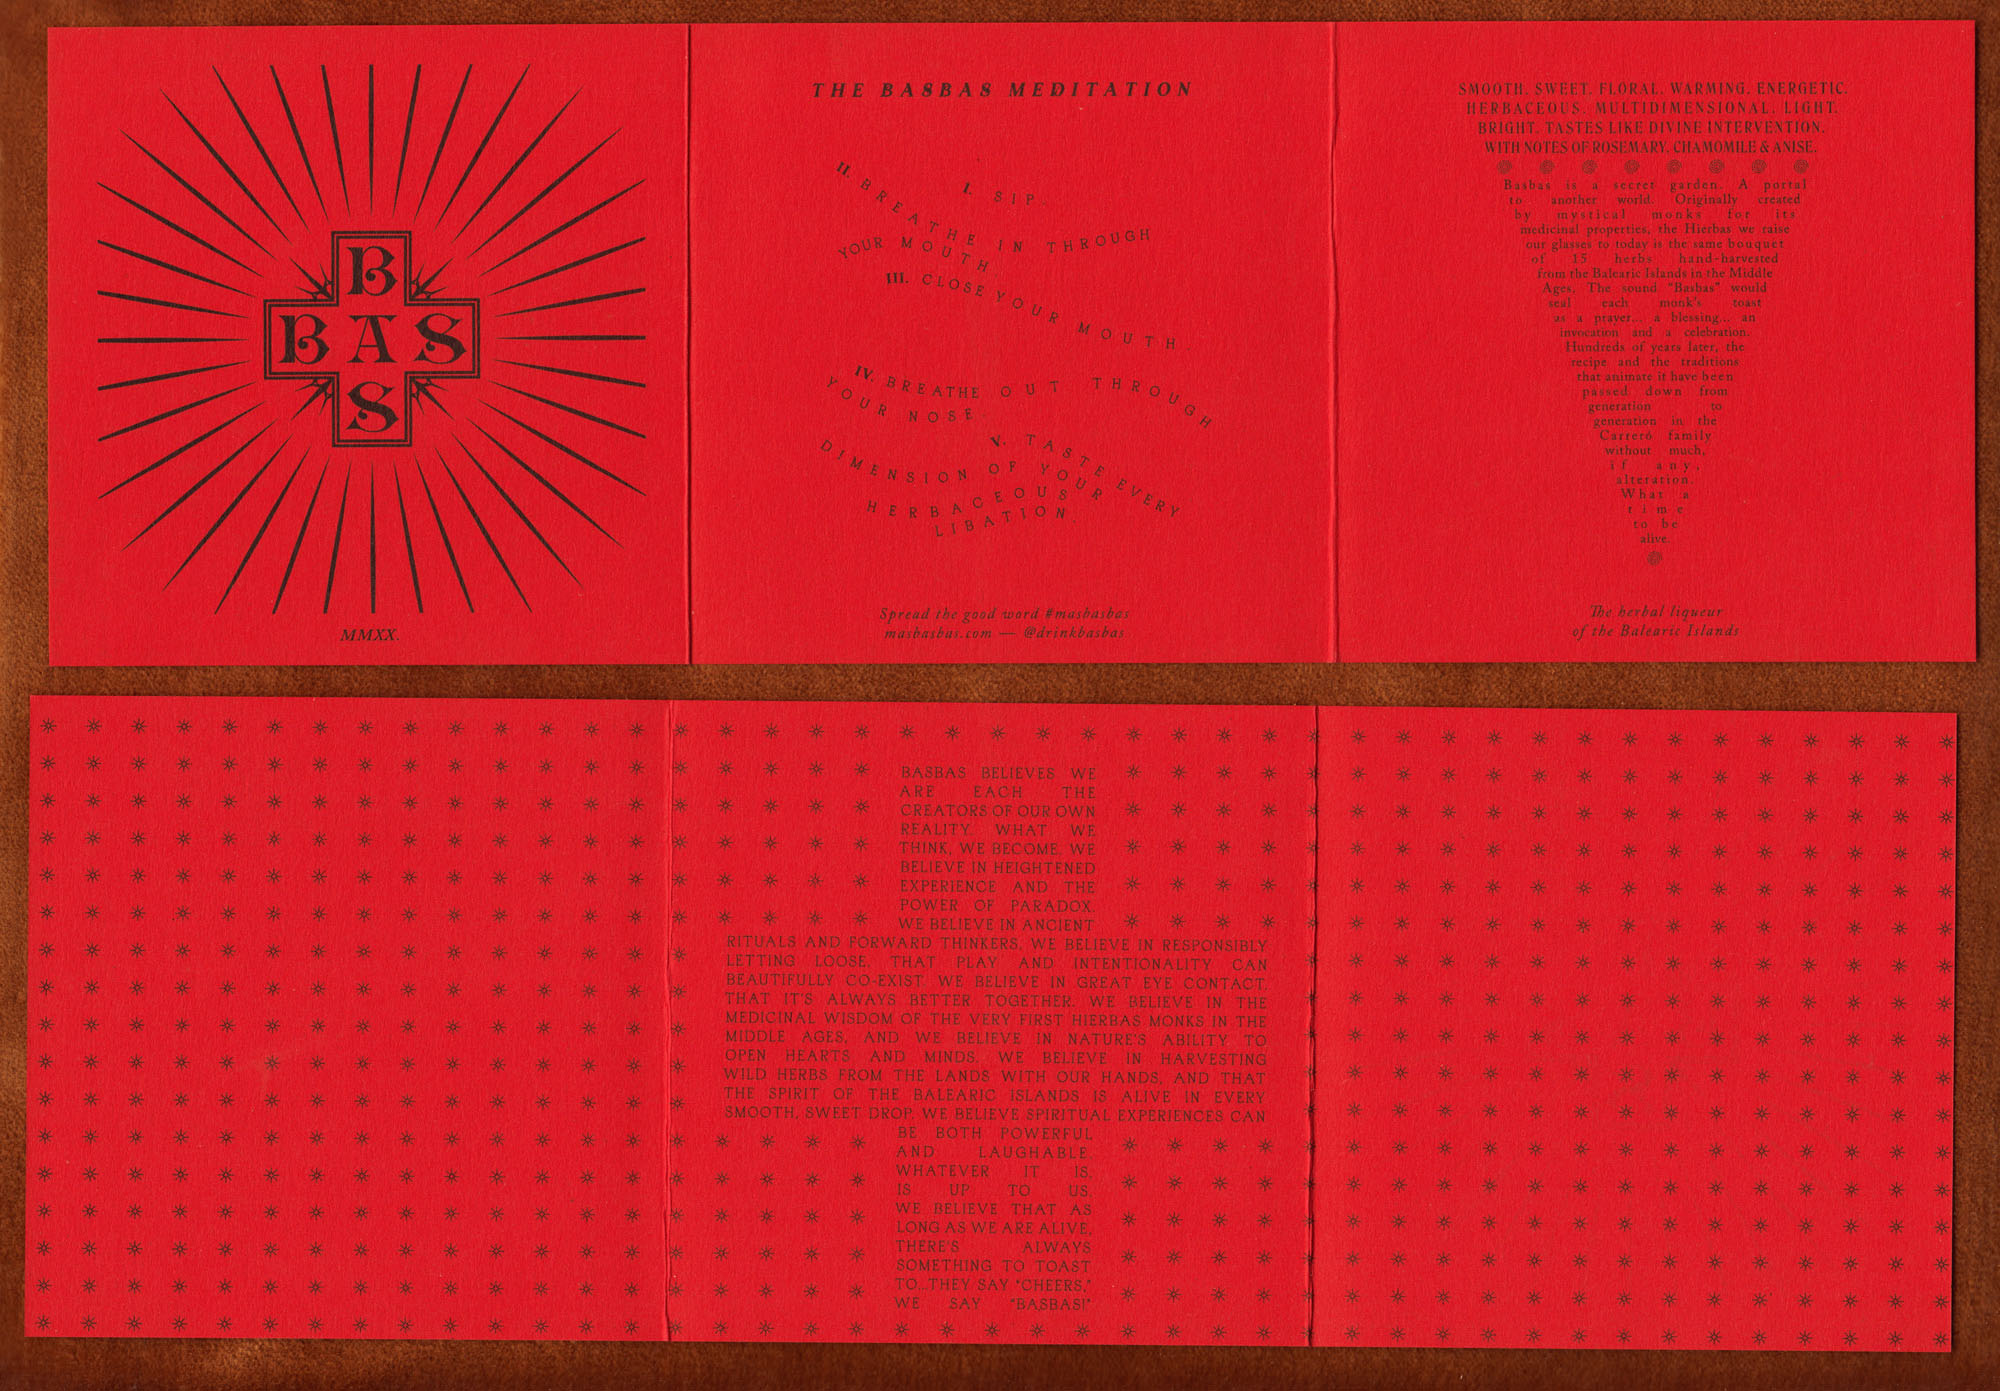 B
BAS
S
MMXX.
THE BASBAS MEDITATION
I. SIP.
II. BREATHE IN THROUGH
YOUR MOUTH.
III. CLOSE YOUR MOUTH.
IV. BREATHE OUT THROUGH
YOUR NOSE.
V. TASTE EVERY
DIMENSION OF YOUR
HERBACEOUS
LIBATION.
Spread the good word #masbasbas
masbasbas.com — @drinkbasbas
SMOOTH. SWEET. FLORAL. WARMING. ENERGETIC.
HERBACEOUS. MULTIDIMENSIONAL. LIGHT.
BRIGHT. TASTES LIKE DIVINE INTERVENTION.
WITH NOTES OF ROSEMARY, CHAMOMILE & ANISE.
Basbas is a secret garden. A portal
to another world. Originally created
by mystical monks for its
medicinal properties, the Hierbas we raise
our glasses to today is the same bouquet
of 15 herbs hand-harvested
from the Balearic Islands in the Middle
Ages. The sound "Basbas" would
seal each monk's toast
as a prayer... a blessing... an
invocation and a celebration.
Hundreds of years later, the
recipe and the traditions
that animate it have been
passed down from
generation to
generation in the
Carreró family
without much,
if any,
alteration.
What a
time
to be
alive.
The herbal liqueur
of the Balearic Islands
BASBAS BELIEVES WE
ARE EACH THE
CREATORS OF OUR OWN
REALITY. WHAT WE
THINK, WE BECOME. WE
BELIEVE IN HEIGHTENED
EXPERIENCE AND THE
POWER OF PARADOX.
WE BELIEVE IN ANCIENT
RITUALS AND FORWARD THINKERS. WE BELIEVE IN RESPONSIBLY
LETTING LOOSE. THAT PLAY AND INTENTIONALITY CAN
BEAUTIFULLY CO-EXIST. WE BELIEVE IN GREAT EYE CONTACT,
THAT IT'S ALWAYS BETTER TOGETHER. WE BELIEVE IN THE
MEDICINAL WISDOM OF THE VERY FIRST HIERBAS MONKS IN THE
MIDDLE AGES, AND WE BELIEVE IN NATURE'S ABILITY TO
OPEN HEARTS AND MINDS. WE BELIEVE IN HARVESTING
WILD HERBS FROM THE LANDS WITH OUR HANDS, AND THAT
THE SPIRIT OF THE BALEARIC ISLANDS IS ALIVE IN EVERY
SMOOTH, SWEET DROP. WE BELIEVE SPIRITUAL EXPERIENCES CAN
BE BOTH POWERFUL
AND LAUGHABLE.
WHATEVER IT IS,
IS UP TO US.
WE BELIEVE THAT AS
LONG AS WE ARE ALIVE,
THERE'S ALWAYS
SOMETHING TO TOAST
TO...THEY SAY "CHEERS,"
WE SAY "BASBAS!"